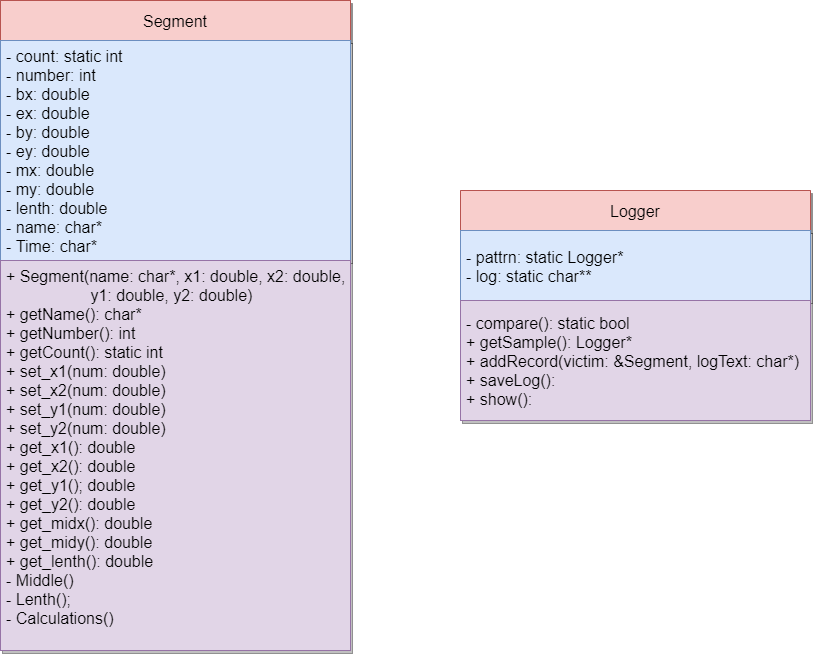 Segment
- count: static int
- number: int
- bx: double
- ex: double
- by: double
- ey: double
- mx: double
- my: double
- lenth: double
- name: char*
- Time: char*
+ Segment(name: char*, x1: double, x2: double,
y1: double, y2: double)
+ getName(): char*
+ getNumber(): int
+ getCount(): static int
+ set_x1(num: double)
+ set_x2(num: double)
+ set_y1(num: double)
+ set_y2(num: double)
+ get_x1(): double
+ get_x2(): double
+ get_y1(); double
+ get_y2(): double
+ get_midx(): double
+ get_midy(): double
+ get_lenth(): double
- Middle()
- Lenth();
- Calculations()
Logger
- pattrn: static Logger*
- log: static char**
- compare(): static bool
+ getSample(): Logger*
+ addRecord(victim: &Segment, logText: char*)
+ saveLog():
+ show():